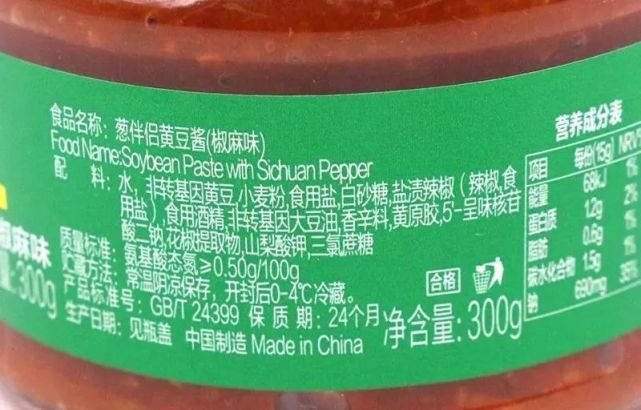 食品名称：葱伴侣黄豆酱(椒麻味)
Food Name:Soybean Paste with Sichuan Pepper
配 料：水，非转基因黄豆,小麦粉,食用盐,白砂糖,盐渍辣椒（辣椒,食
用盐）,食用酒精,非转基因大豆油,香辛料,黄原胶,5-呈味核苷
酸二钠,花椒提取物,山梨酸钾,三氯蔗糖
质量标准：氨基酸态氮≥0.50g/100g
贮藏方法：常温阴凉保存，开封后0-4℃冷藏。
产品标准号：GB/T 24399 保 质 期：24个月
生产日期：见瓶盖 中国制造 Made in China
合格
净含量：300g
椒麻味
300g
营养成分表
项目 每份(15g) NRV
能量 68kJ
蛋白质 1.2g
脂肪 0.6g
碳水化合物 1.5g
钠 690mg